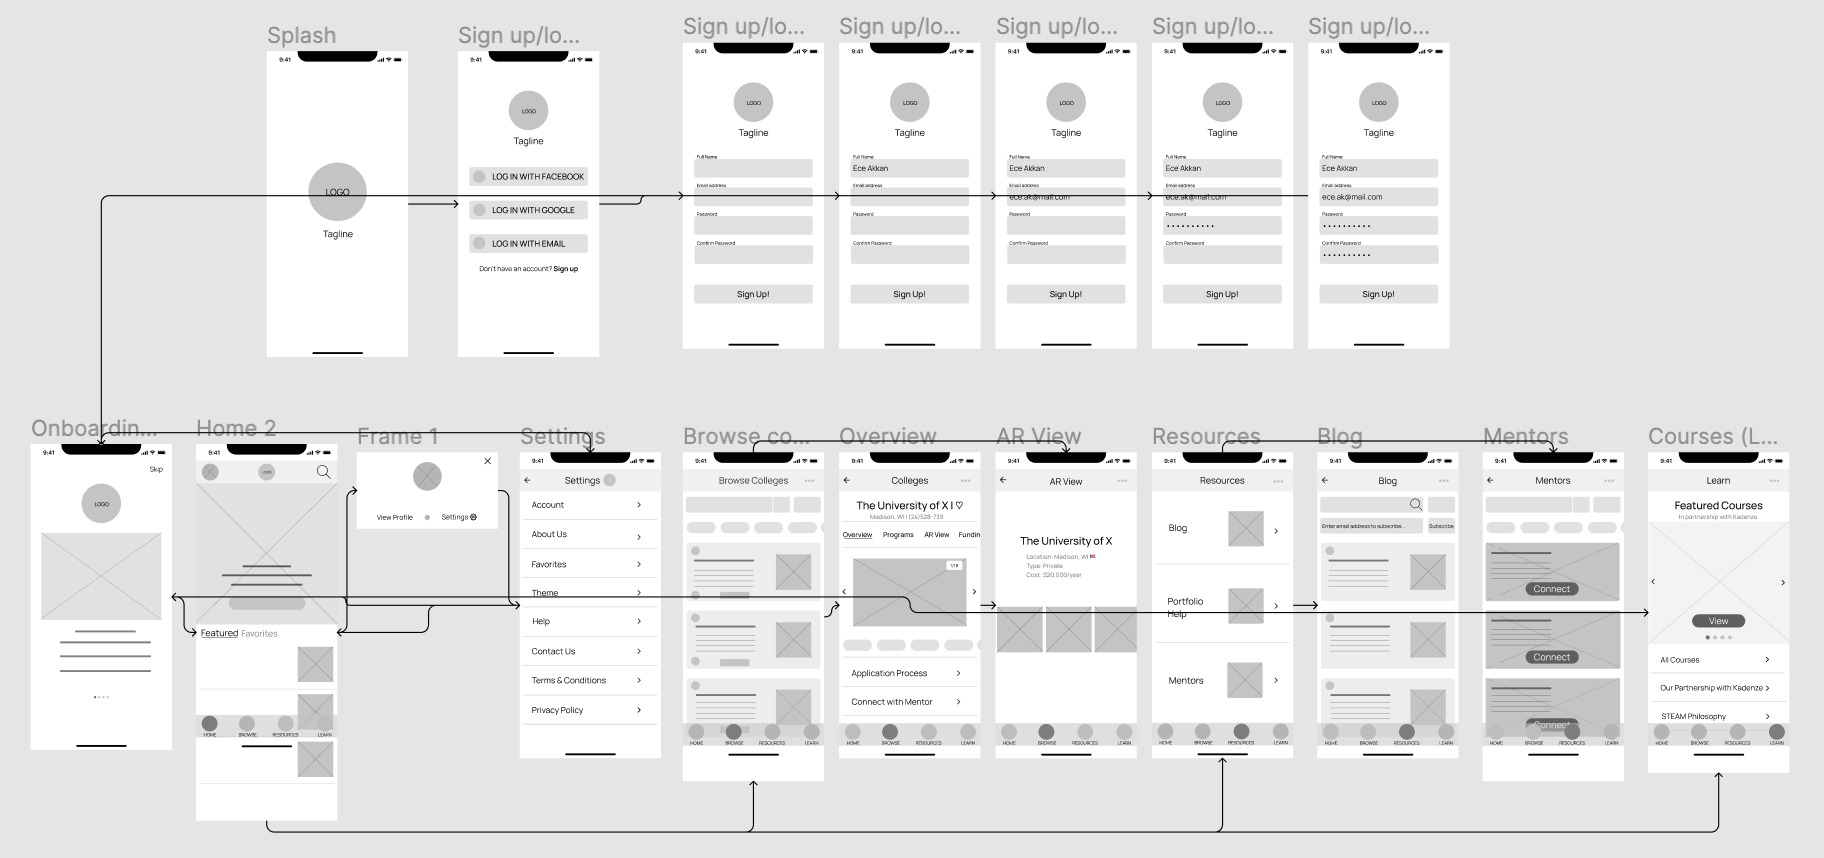 Splash
9:41
LOGO
Tagline
Sign up/lo...
9:41
LOGO
Tagline
LOG IN WITH FACEBOOK
LOG IN WITH GOOGLE
LOG IN WITH EMAIL
Don't have an account? Sign up
Sign up/lo...
9:41
LOGO
Tagline
Full Name
Email address
Password
Confirm Password
Sign Up!
Sign up/lo...
9:41
LOGO
Tagline
Full Name
Ece Akkan
Email address
Password
Confirm Password
Sign Up!
Sign up/lo...
9:41
LOGO
Tagline
Full Name
Ece Akkan
Email address
ece.ak@mail.com
Password
Confirm Password
Sign Up!
Sign up/lo...
9:41
LOGO
Tagline
Full Name
Ece Akkan
Email address
ece.ak@mail.com
Password
••••••••••
Confirm Password
Sign Up!
Sign up/lo...
9:41
LOGO
Tagline
Full Name
Ece Akkan
Email address
ece.ak@mail.com
Password
••••••••••
Confirm Password
••••••••••
Sign Up!
Onboardin...
9:41
Skip
LOGO
Home 2
9:41
LOGO
Featured Favorites
HOME BROWSE RESOURCES LEARN
Frame 1
View Profile Settings
Settings
9:41
Settings
Account
About Us
Favorites
Theme
Help
Contact Us
Terms & Conditions
Privacy Policy
Browse co...
9:41
Browse Colleges
HOME BROWSE RESOURCES LEARN
Overview
9:41
Colleges
The University of X | ♡
Madison, WI | (24)528-739
Overview Programs AR View Fundin
1/18
Application Process
Connect with Mentor
HOME BROWSE RESOURCES LEARN
AR View
9:41
AR View
The University of X
Location: Madison, WI 🇺🇸
Type: Private
Cost: $20,000/year
HOME BROWSE RESOURCES LEARN
Resources
9:41
Resources
Blog
Portfolio
Help
Mentors
HOME BROWSE RESOURCES LEARN
Blog
9:41
Blog
Enter email address to subscribe... Subscribe
HOME BROWSE RESOURCES LEARN
Mentors
9:41
Mentors
Connect
Connect
Connect
HOME BROWSE RESOURCES LEARN
Courses (L...
9:41
Learn
Featured Courses
In partnership with Kadenze
View
All Courses
Our Partnership with Kadenze
STEAM Philosophy
HOME BROWSE RESOURCES LEARN